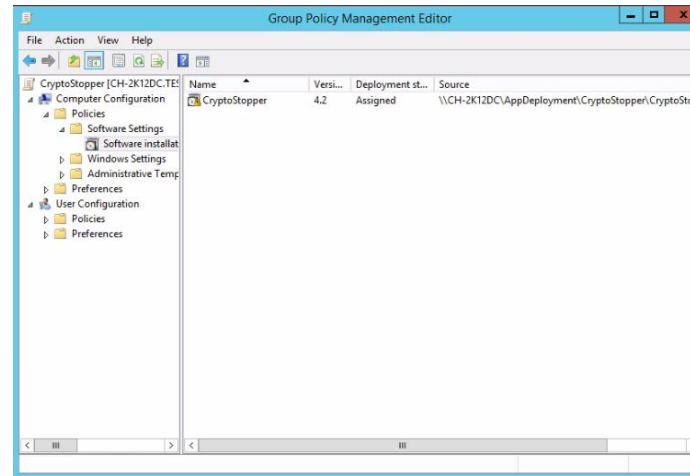 Group Policy Management Editor
File Action View Help
CryptoStopper [CH-2K12DC.TES
Computer Configuration
Policies
Software Settings
Software installat
Windows Settings
Administrative Temp
Preferences
User Configuration
Policies
Preferences
Name Versi... Deployment st... Source
CryptoStopper 4.2 Assigned \\CH-2K12DC\AppDeployment\CryptoStopper\CryptoSto